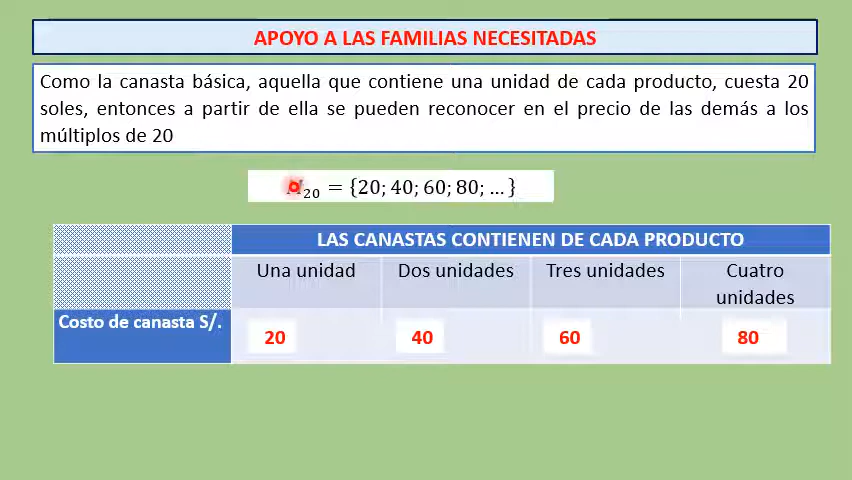 APOYO A LAS FAMILIAS NECESITADAS
Como la canasta básica, aquella que contiene una unidad de cada producto, cuesta 20
soles, entonces a partir de ella se pueden reconocer en el precio de las demás a los
múltiplos de 20
₂₀ = {20; 40; 60; 80; … }
LAS CANASTAS CONTIENEN DE CADA PRODUCTO
Una unidad Dos unidades Tres unidades Cuatro
unidades
Costo de canasta S/. 20 40 60 80